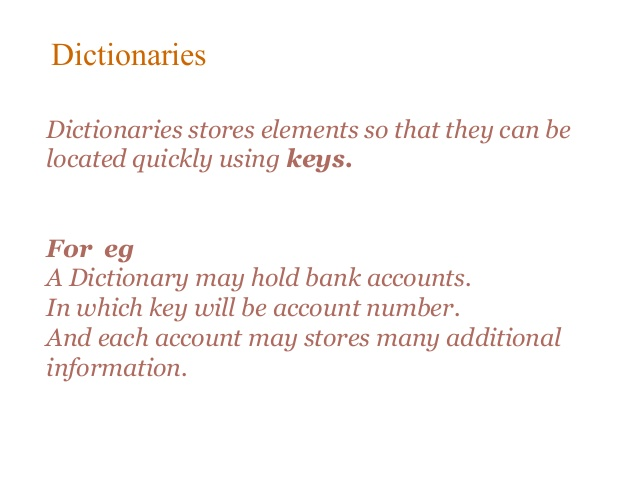 Dictionaries
Dictionaries stores elements so that they can be
located quickly using keys.
For eg
A Dictionary may hold bank accounts.
In which key will be account number.
And each account may stores many additional
information.